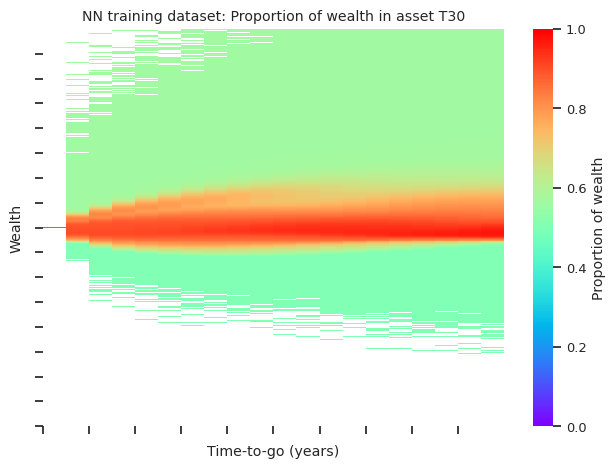 NN training dataset: Proportion of wealth in asset T30
1.0
0.8
0.6
0.4
0.2
0.0
Proportion of wealth
Wealth
Time-to-go (years)